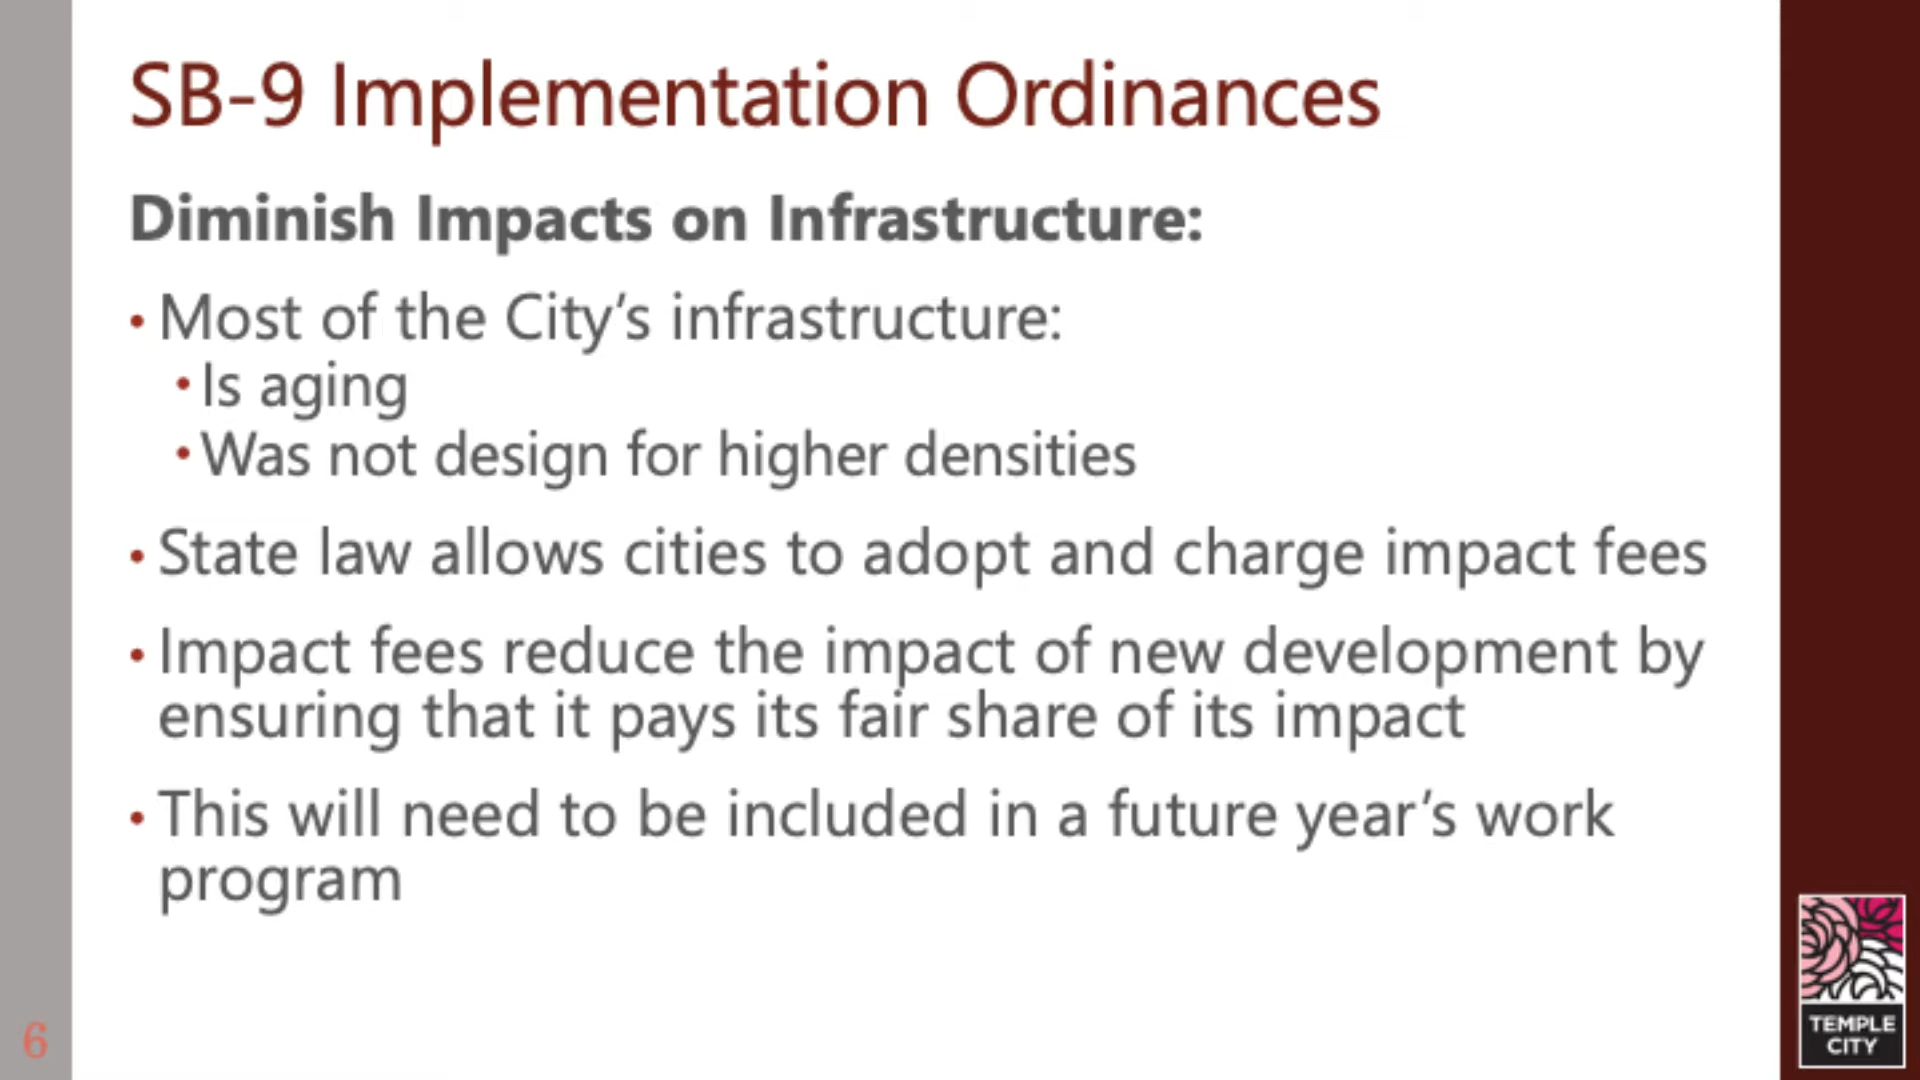 SB-9 Implementation Ordinances
Diminish Impacts on Infrastructure:
• Most of the City's infrastructure:
• Is aging
• Was not design for higher densities
• State law allows cities to adopt and charge impact fees
• Impact fees reduce the impact of new development by
ensuring that it pays its fair share of its impact
• This will need to be included in a future year's work
program
6
TEMPLE
CITY